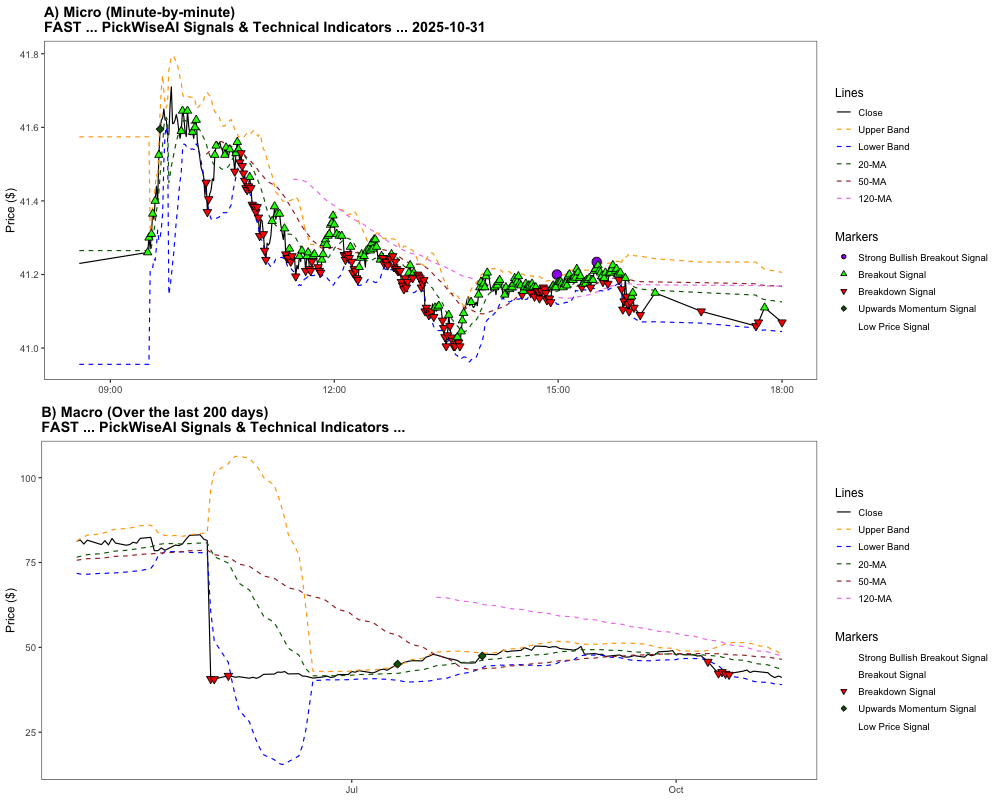 A) Micro (Minute-by-minute)
FAST ... PickWiseAI Signals & Technical Indicators ... 2025-10-31
Price ($)
41.8
41.6
41.4
41.2
41.0
09:00
12:00
15:00
18:00
Lines
Close
Upper Band
Lower Band
20-MA
50-MA
120-MA
Markers
Strong Bullish Breakout Signal
Breakout Signal
Breakdown Signal
Upwards Momentum Signal
Low Price Signal
B) Macro (Over the last 200 days)
FAST ... PickWiseAI Signals & Technical Indicators ...
Price ($)
100
75
50
25
Jul
Oct
Lines
Close
Upper Band
Lower Band
20-MA
50-MA
120-MA
Markers
Strong Bullish Breakout Signal
Breakout Signal
Breakdown Signal
Upwards Momentum Signal
Low Price Signal